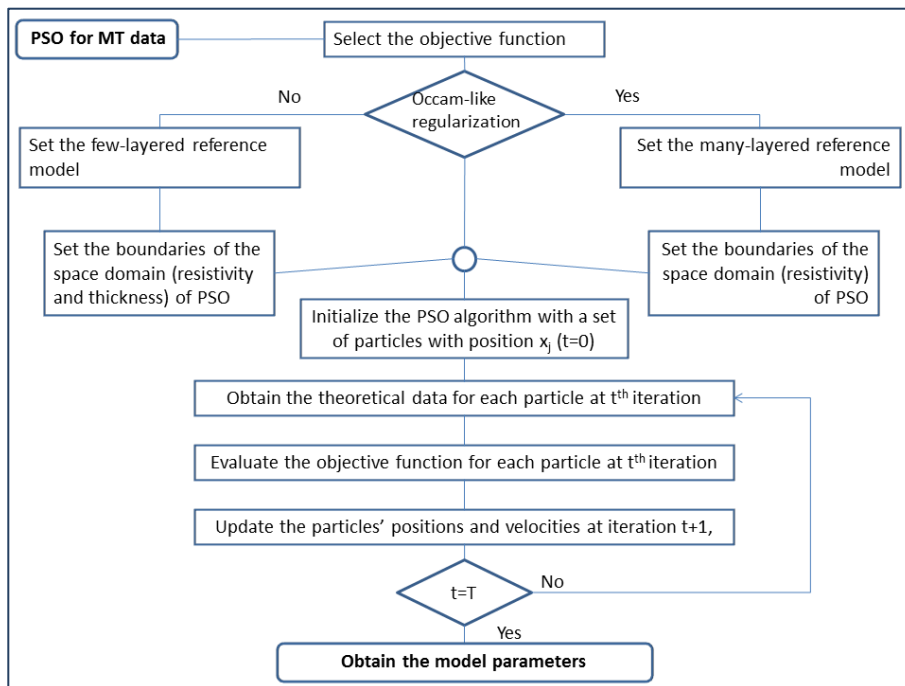 PSO for MT data
Select the objective function
No
Occam-like
regularization
Yes
Set the few-layered reference
model
Set the many-layered reference
model
Set the boundaries of the
space domain (resistivity
and thickness) of PSO
Set the boundaries of the
space domain (resistivity)
of PSO
Initialize the PSO algorithm with a set
of particles with position xj (t=0)
Obtain the theoretical data for each particle at tth iteration
Evaluate the objective function for each particle at tth iteration
Update the particles’ positions and velocities at iteration t+1,
t=T
No
Yes
Obtain the model parameters